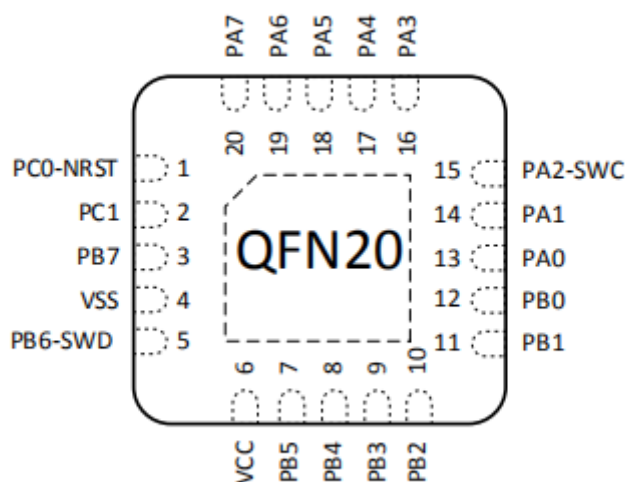 PA7 PA6 PA5 PA4 PA3
20 19 18 17 16
PC0-NRST 1
PC1 2
PB7 3
VSS 4
PB6-SWD 5
QFN20
15 PA2-SWC
14 PA1
13 PA0
12 PB0
11 PB1
6 7 8 9 10
VCC PB5 PB4 PB3 PB2